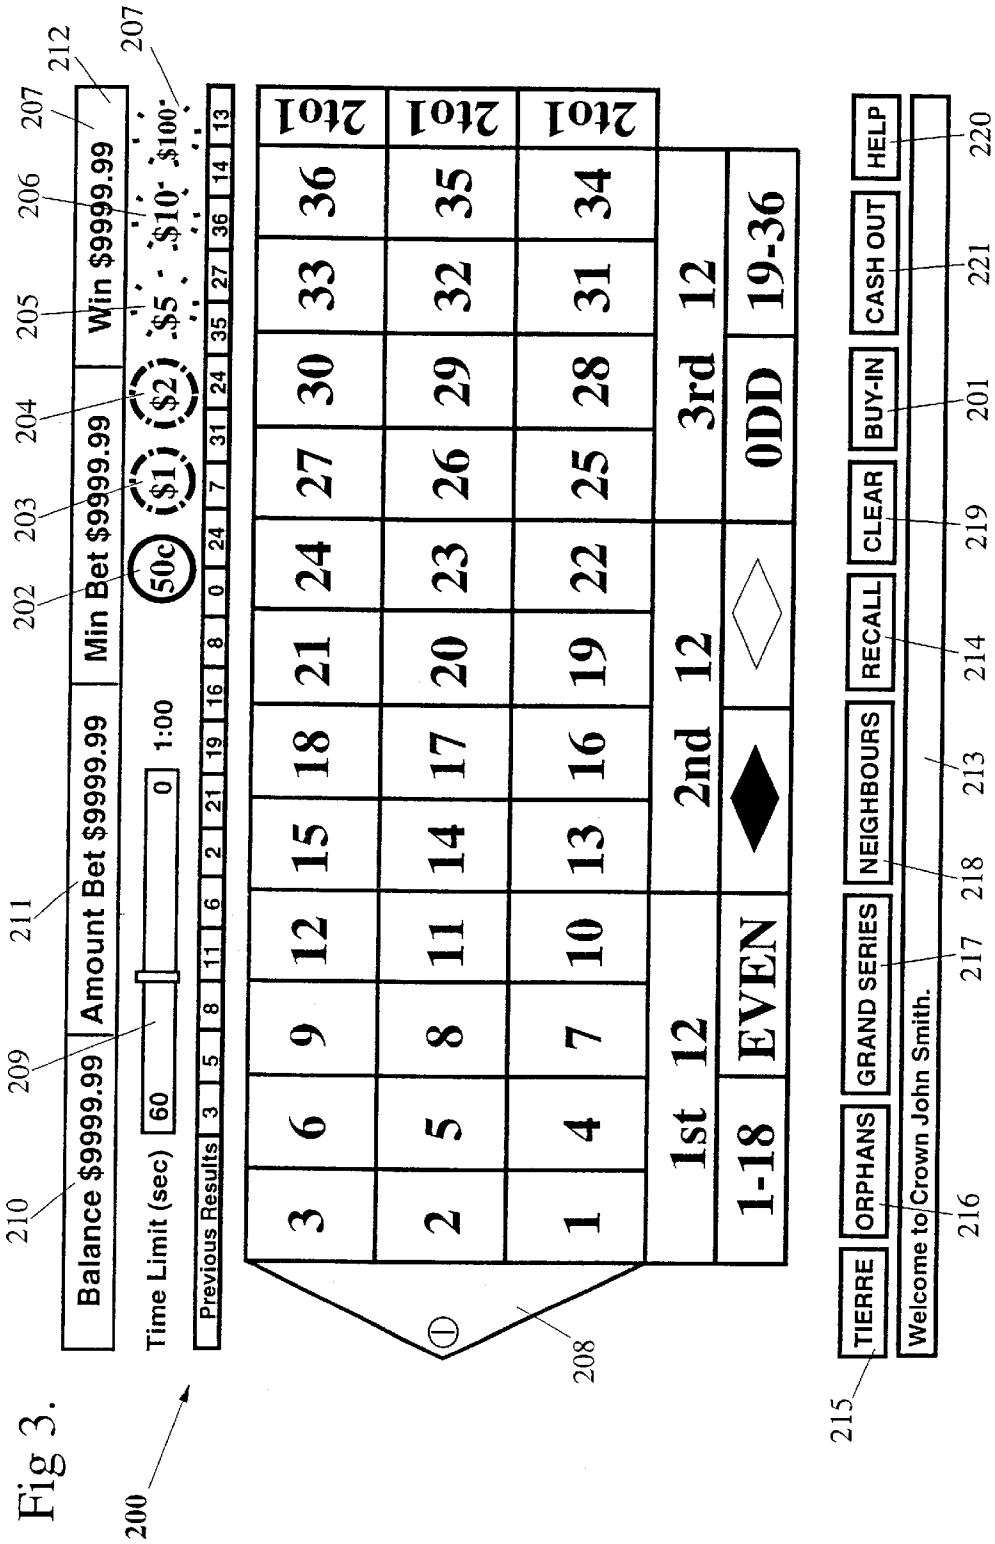 Fig 3.
200
210 209 211 202 203 204 205 206 207 212
Balance $9999.99 Amount Bet $9999.99 Min Bet $9999.99 Win $9999.99
207
Time Limit (sec) 60 0 1:00 50c $1 $2 $5 $10 $100
Previous Results 3 5 8 11 6 2 21 19 16 8 0 24 7 31 24 35 27 36 14 13
3 6 9 12 15 18 21 24 27 30 33 36 2to1
2 5 8 11 14 17 20 23 26 29 32 35 2to1
1 4 7 10 13 16 19 22 25 28 31 34 2to1
208
1st 12 2nd 12 3rd 12
1-18 EVEN 0DD 19-36
215
TIERRE ORPHANS GRAND SERIES NEIGHBOURS RECALL CLEAR BUY-IN CASH OUT HELP
Welcome to Crown John Smith.
216 217 218 213 214 219 201 221 220